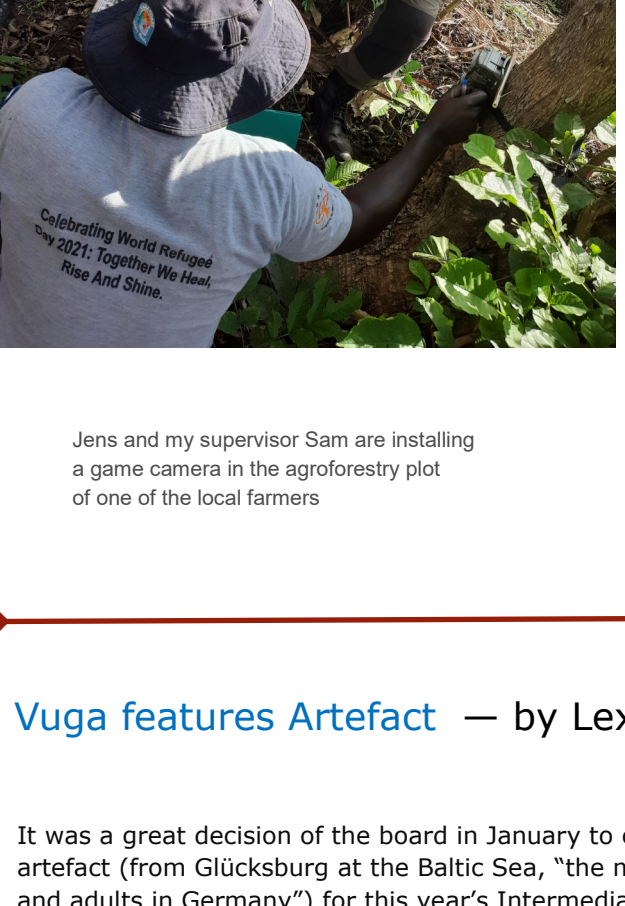 Celebrating World Refugee
Day 2021: Together We Heal,
Rise And Shine.
Jens and my supervisor Sam are installing
a game camera in the agroforestry plot
of one of the local farmers
Vuga features Artefact — by Lex
It was a great decision of the board in January to
artefact (from Glücksburg at the Baltic Sea, “the
and adults in Germany”) for this year’s